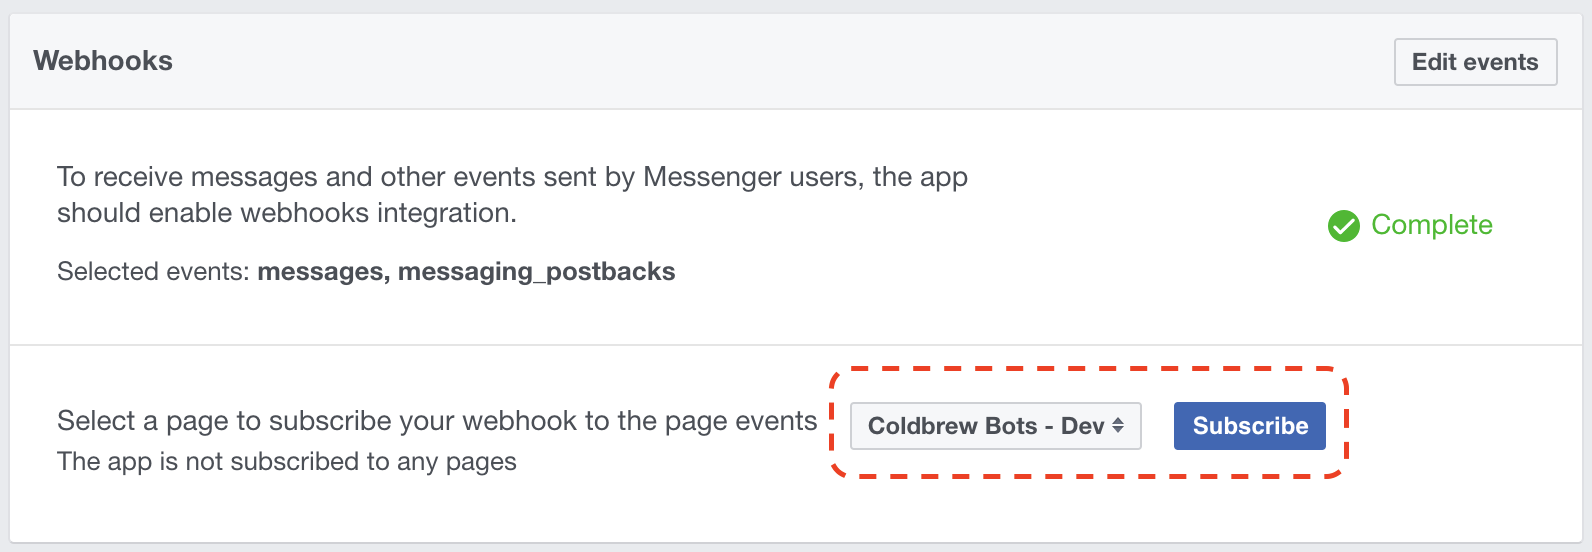 Webhooks
Edit events
To receive messages and other events sent by Messenger users, the app
should enable webhooks integration.
Complete
Selected events: messages, messaging_postbacks
Select a page to subscribe your webhook to the page events
Coldbrew Bots - Dev
Subscribe
The app is not subscribed to any pages